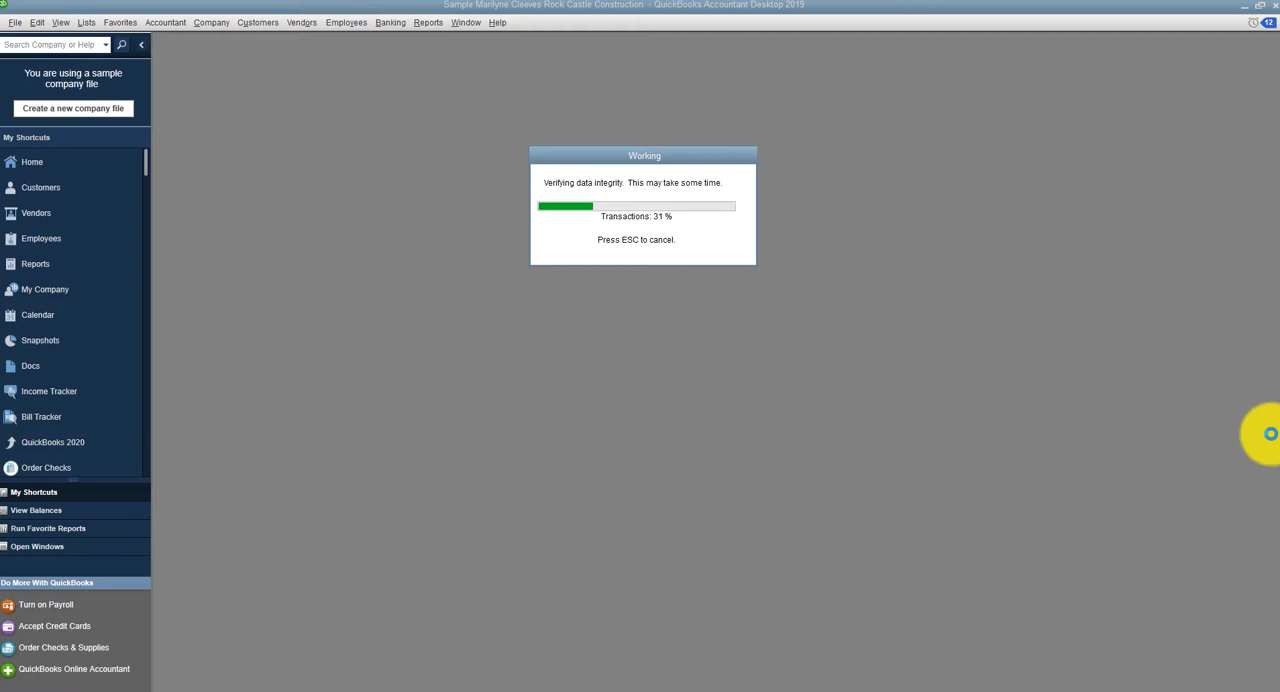 Sample Marilyne Cleeves Rock Castle Construction  - QuickBooks Accountant Desktop 2019
File Edit View Lists Favorites Accountant Company Customers Vendors Employees Banking Reports Window Help
12
Search Company or Help
You are using a sample
company file
Create a new company file
My Shortcuts
Home
Customers
Vendors
Employees
Reports
My Company
Calendar
Snapshots
Docs
Income Tracker
Bill Tracker
QuickBooks 2020
Order Checks
My Shortcuts
View Balances
Run Favorite Reports
Open Windows
Do More With QuickBooks
Turn on Payroll
Accept Credit Cards
Order Checks & Supplies
QuickBooks Online Accountant
Working
Verifying data integrity.  This may take some time.
Transactions: 31 %
Press ESC to cancel.